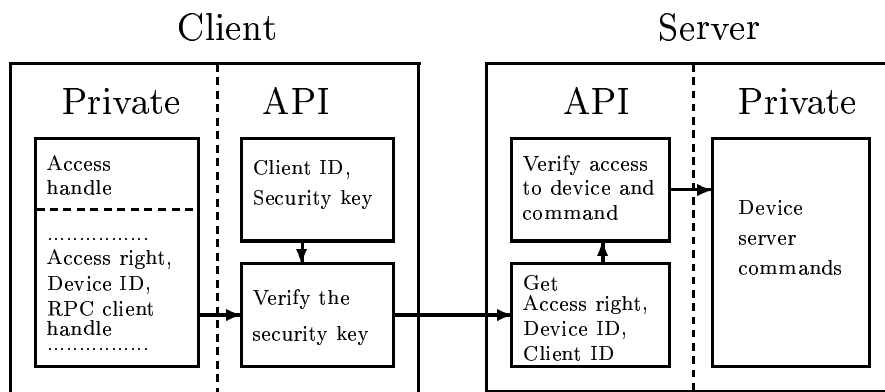 Client
Server
Private
API
API
Private
Access
handle
...............
Access right,
Device ID,
RPC client
handle
...............
Client ID,
Security key
Verify the
security key
Verify access
to device and
command
Get
Access right,
Device ID,
Client ID
Device
server
commands